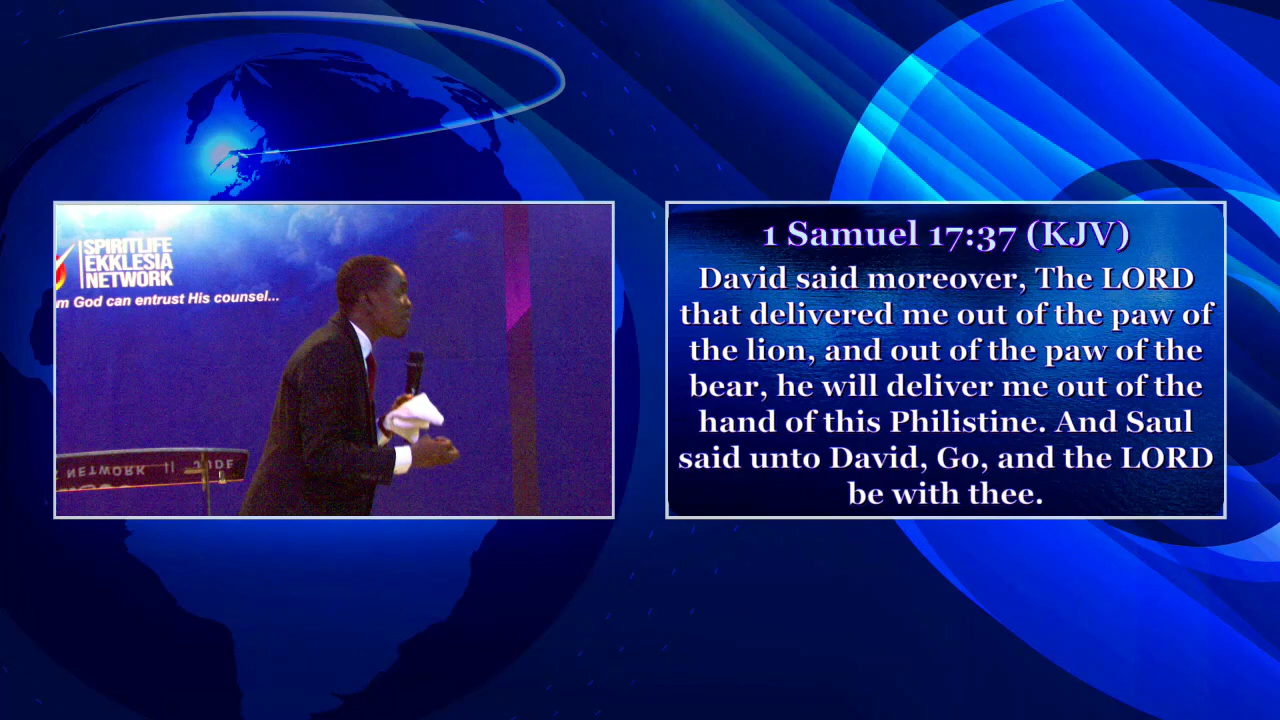 SPIRITLIFE
EKKLESIA
NETWORK
m God can entrust His counsel...
NETWORK || JUDE
1 Samuel 17:37 (KJV)
David said moreover, The LORD
that delivered me out of the paw of
the lion, and out of the paw of the
bear, he will deliver me out of the
hand of this Philistine. And Saul
said unto David, Go, and the LORD
be with thee.